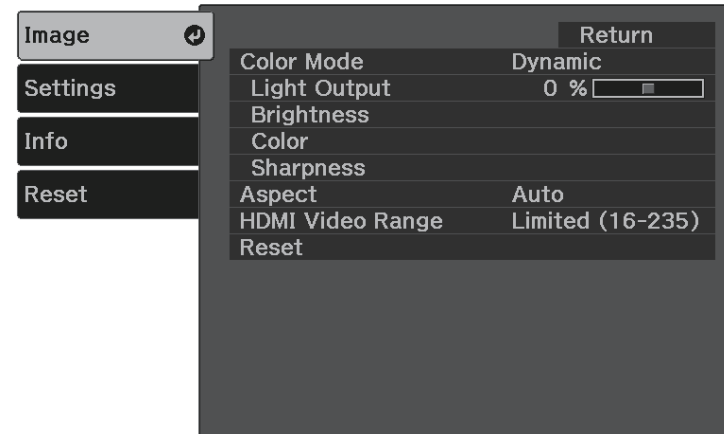 Image
Settings
Info
Reset
Return
Color Mode Dynamic
Light Output 0 %
Brightness
Color
Sharpness
Aspect Auto
HDMI Video Range Limited (16-235)
Reset